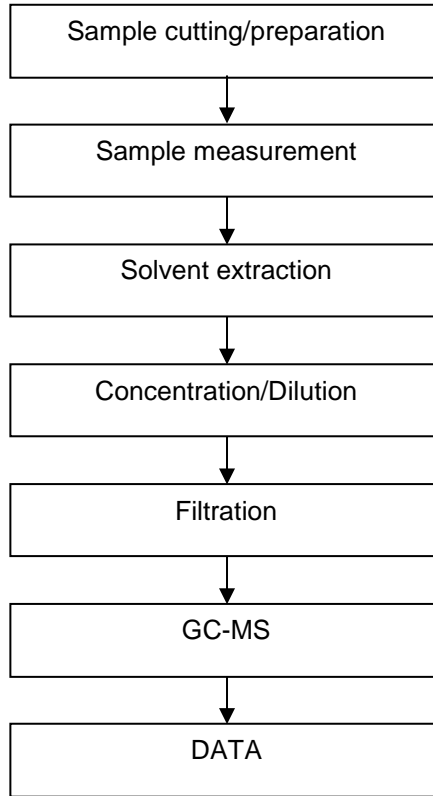 Sample cutting/preparation
Sample measurement
Solvent extraction
Concentration/Dilution
Filtration
GC-MS
DATA